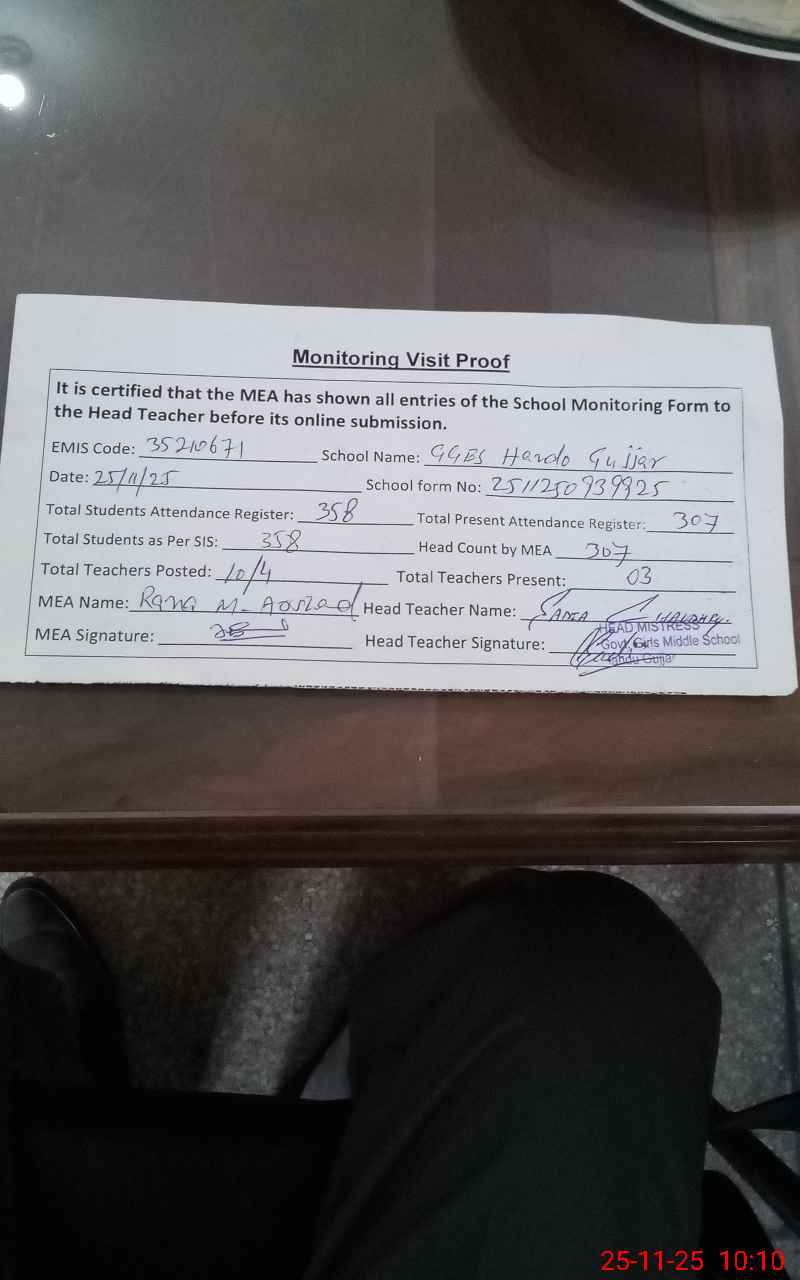 Monitoring Visit Proof
It is certified that the MEA has shown all entries of the School Monitoring Form to
the Head Teacher before its online submission.
EMIS Code: 35210671 School Name: GGES Hando Gujjar
Date: 25/11/25 School form No: 2511250939925
Total Students Attendance Register: 358 Total Present Attendance Register: 307
Total Students as Per SIS: 358 Head Count by MEA 307
Total Teachers Posted: 10/4 Total Teachers Present: 03
MEA Name: Rana M. Arshad Head Teacher Name:
HEAD MISTRESS
MEA Signature: Head Teacher Signature: Govt. Girls Middle School
Gujjar
25-11-25 10:10